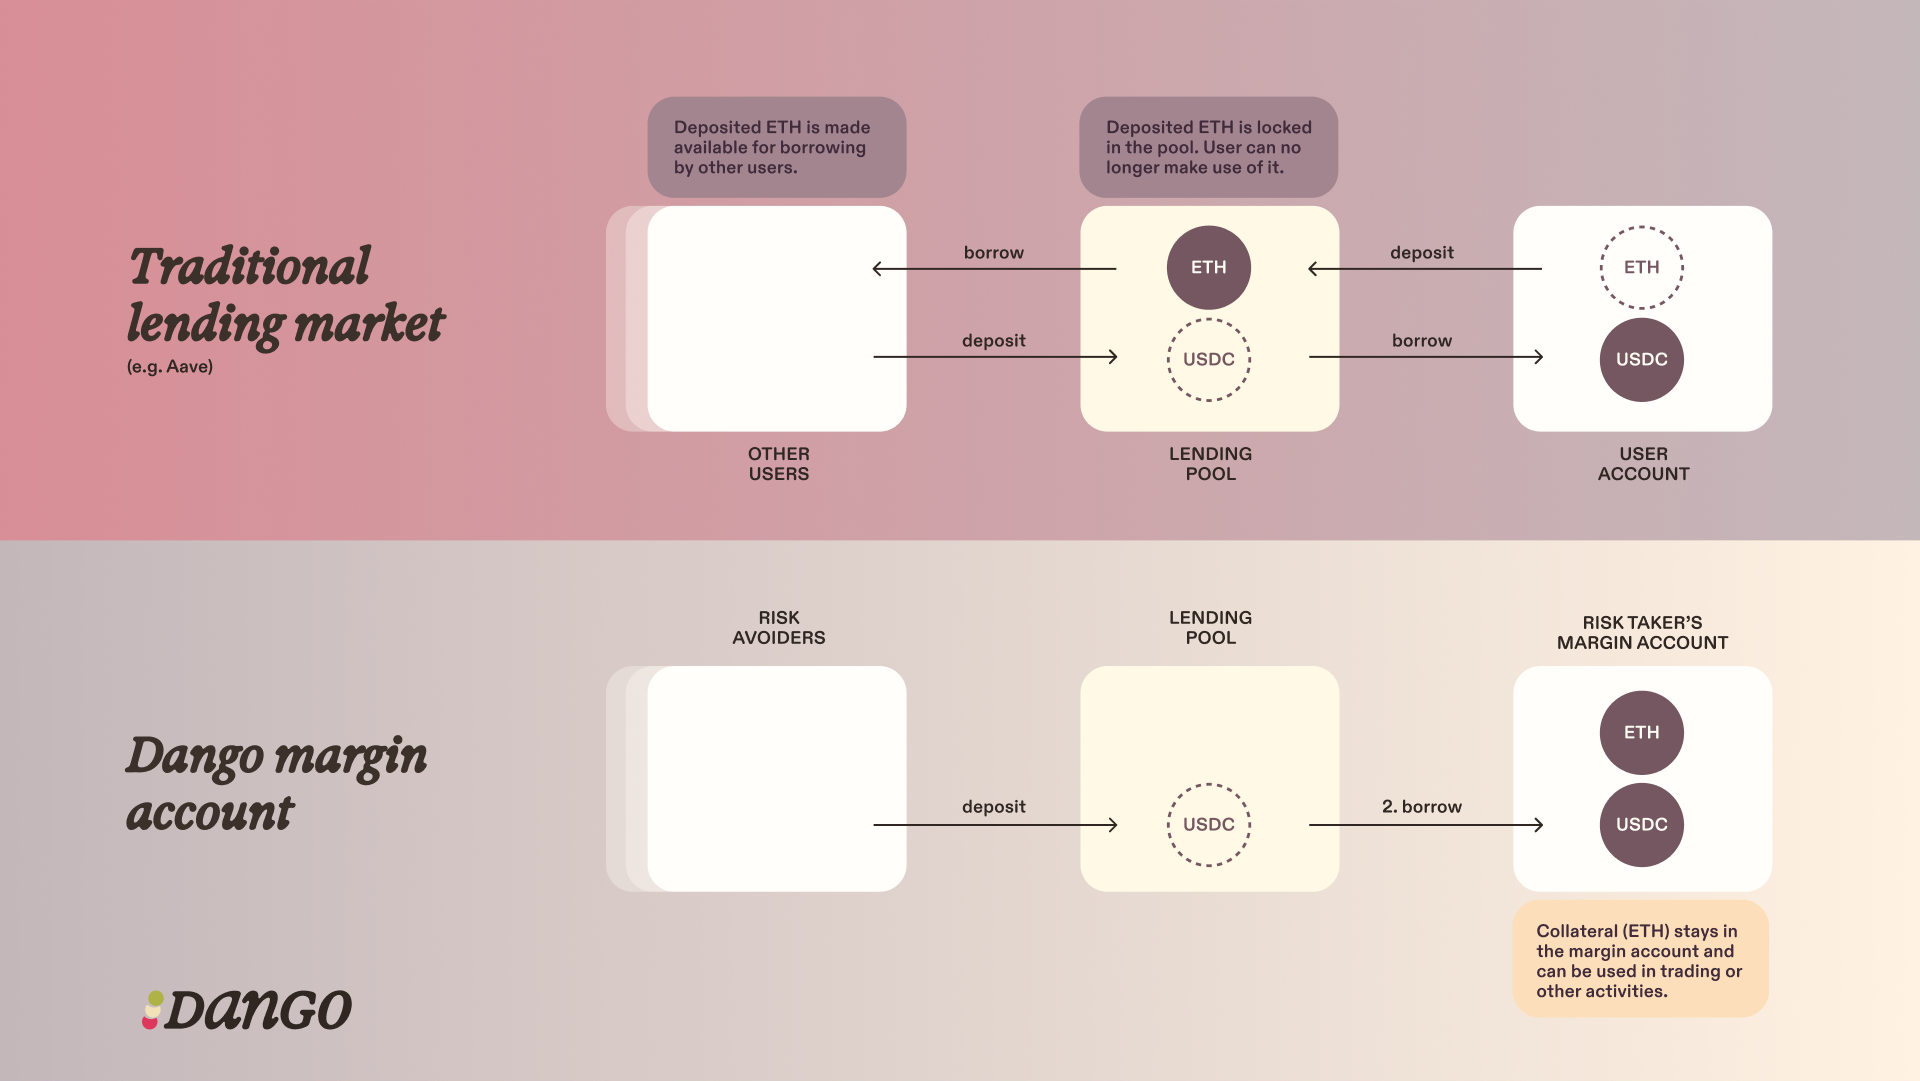 Deposited ETH is made
available for borrowing
by other users.
Deposited ETH is locked
in the pool. User can no
longer make use of it.
Traditional
lending market
(e.g. Aave)
borrow
deposit
ETH
USDC
deposit
borrow
ETH
USDC
OTHER
USERS
LENDING
POOL
USER
ACCOUNT
RISK
AVOIDERS
LENDING
POOL
RISK TAKER'S
MARGIN ACCOUNT
Dango margin
account
deposit
USDC
2. borrow
ETH
USDC
Collateral (ETH) stays in
the margin account and
can be used in trading or
other activities.
DANGO